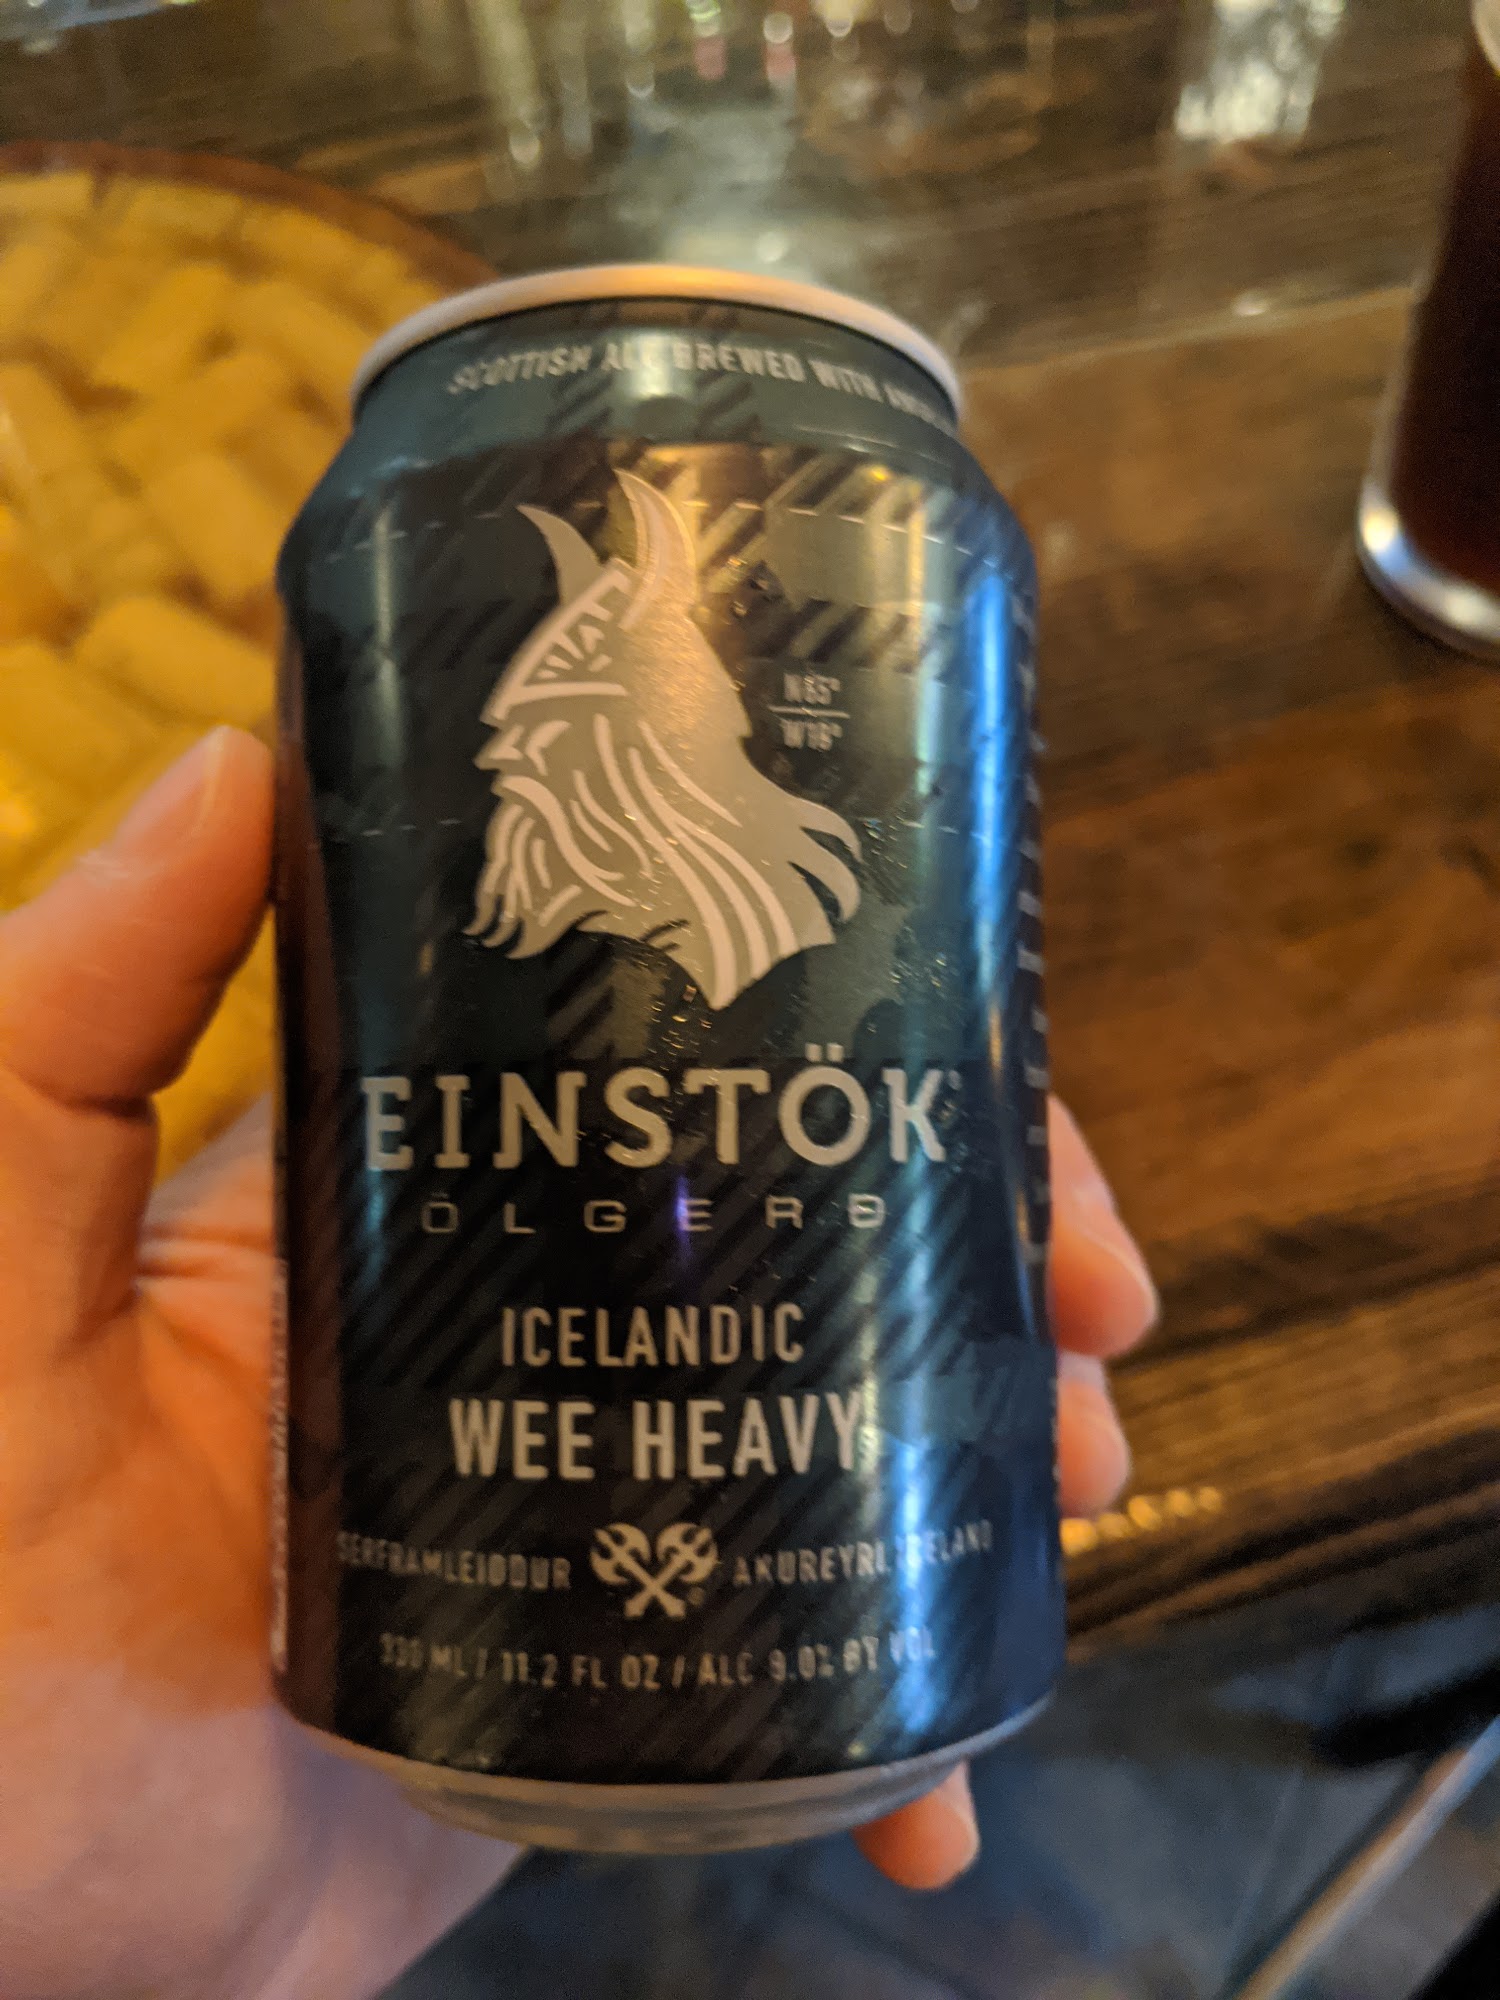 SCOTTISH ALE BREWED WITH
N65°
W18°
EINSTÖK
ÖLGERÐ
ICELANDIC
WEE HEAVY
SÉRFRAMLEIDDUR AKUREYRI, ICELAND
330 ML / 11.2 FL OZ / ALC 9.0% BY VOL